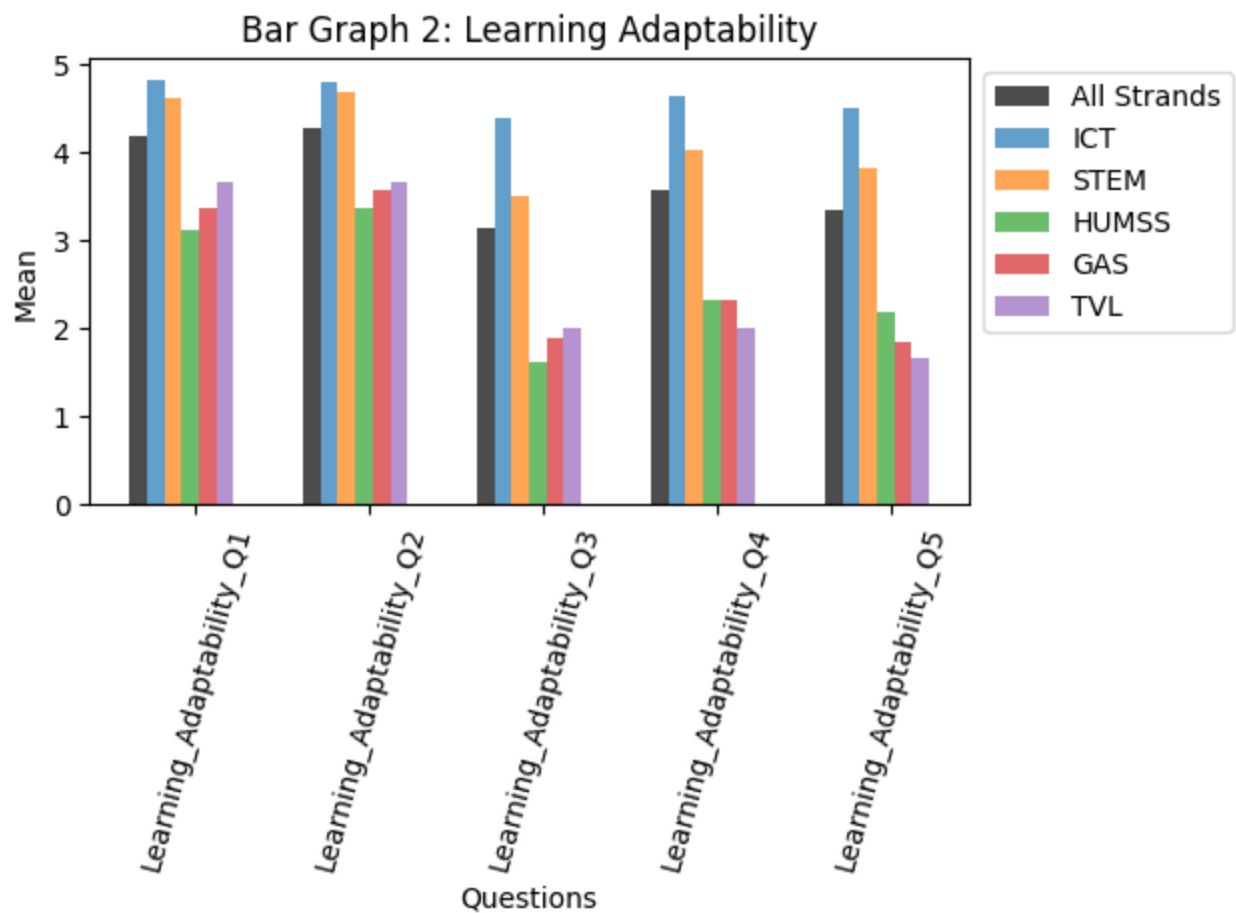 Bar Graph 2: Learning Adaptability
5
4
3
2
1
0
Mean
All Strands
ICT
STEM
HUMSS
GAS
TVL
Learning_Adaptability_Q1
Learning_Adaptability_Q2
Learning_Adaptability_Q3
Learning_Adaptability_Q4
Learning_Adaptability_Q5
Questions